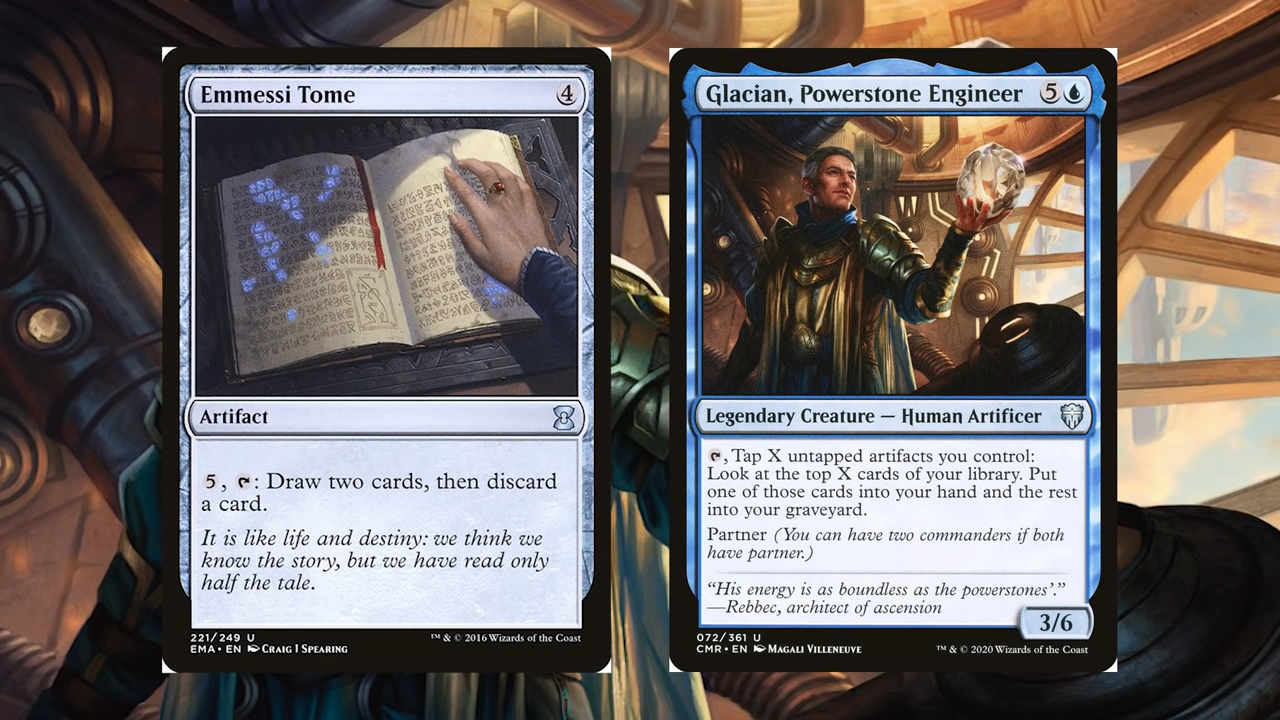 Emmessi Tome 4
Artifact
5, T: Draw two cards, then discard
a card.
It is like life and destiny: we think we
know the story, but we have read only
half the tale.
221/249 U
EMA • EN Craig J Spearing
™ & © 2016 Wizards of the Coast
Glacian, Powerstone Engineer 5
Legendary Creature — Human Artificer
T, Tap X untapped artifacts you control:
Look at the top X cards of your library. Put
one of those cards into your hand and the rest
into your graveyard.
Partner (You can have two commanders if both
have partner.)
“His energy is as boundless as the powerstones’.”
—Rebbec, architect of ascension
3/6
072/361 U
CMR • EN Magali Villeneuve
™ & © 2020 Wizards of the Coast